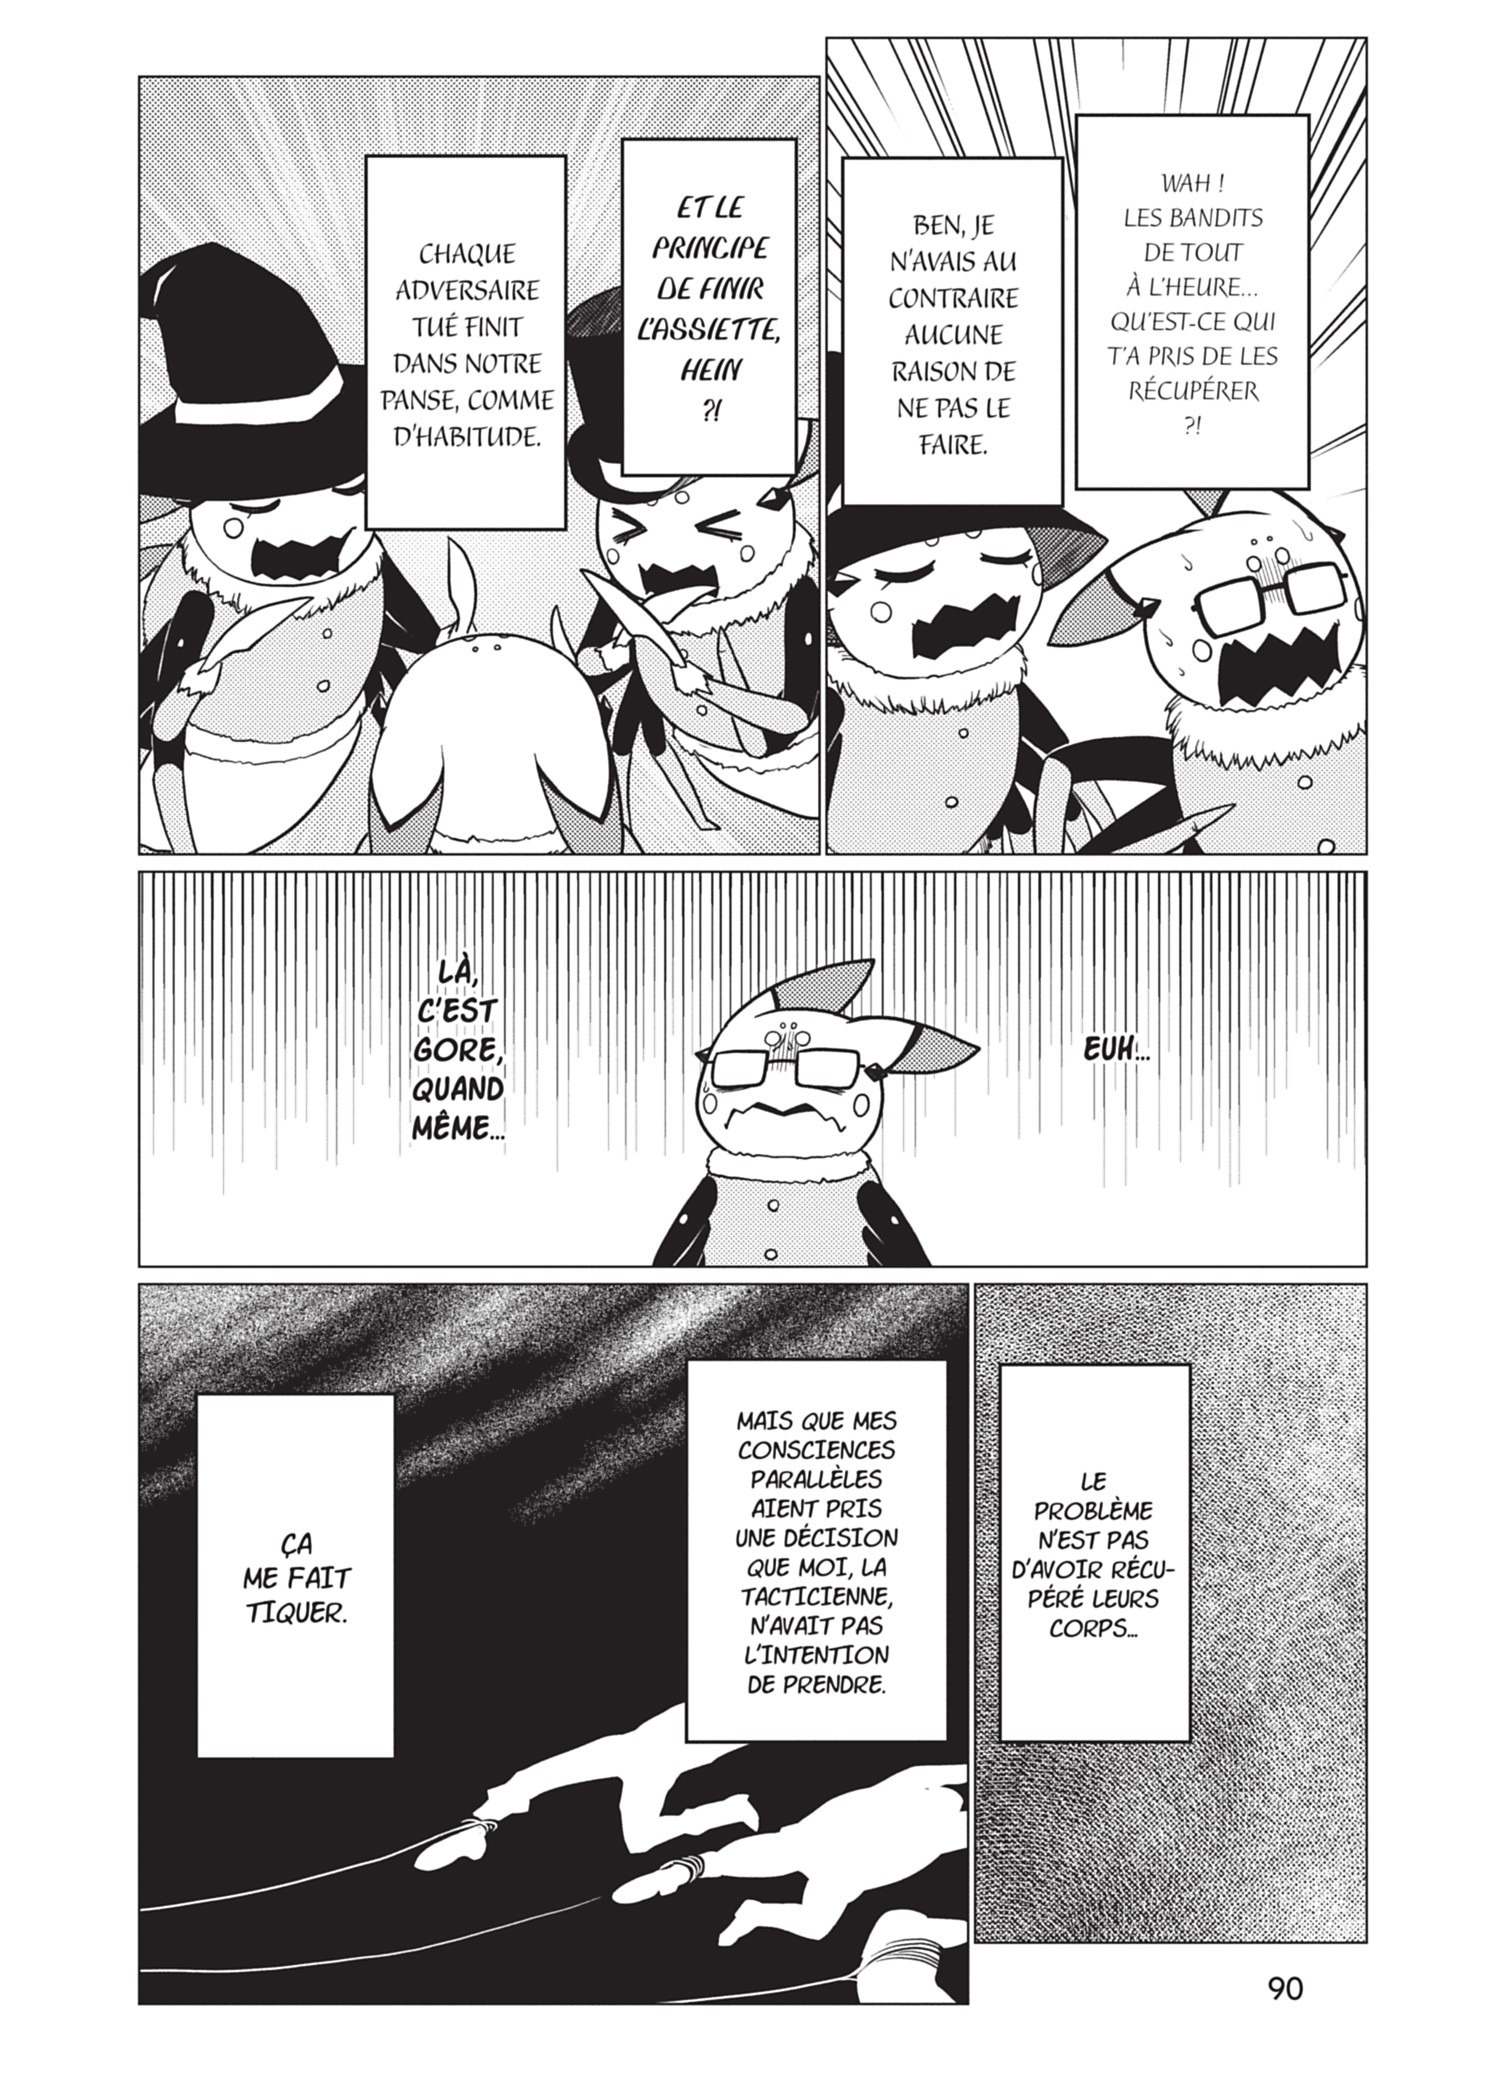 WAH !
LES BANDITS
DE TOUT
À L'HEURE...
QU'EST-CE QUI
T'A PRIS DE LES
RÉCUPÉRER
?!
BEN, JE
N'AVAIS AU
CONTRAIRE
AUCUNE
RAISON DE
NE PAS LE
FAIRE.
ET LE
PRINCIPE
DE FINIR
L'ASSIETTE,
HEIN
?!
CHAQUE
ADVERSAIRE
TUÉ FINIT
DANS NOTRE
PANSE, COMME
D'HABITUDE.
EUH...
LÀ,
C'EST
GORE,
QUAND
MÊME...
LE
PROBLÈME
N'EST PAS
D'AVOIR RÉCU-
PÉRÉ LEURS
CORPS...
MAIS QUE MES
CONSCIENCES
PARALLÈLES
AIENT PRIS
UNE DÉCISION
QUE MOI, LA
TACTICIENNE,
N'AVAIT PAS
L'INTENTION
DE PRENDRE.
ÇA
ME FAIT
TIQUER.
90